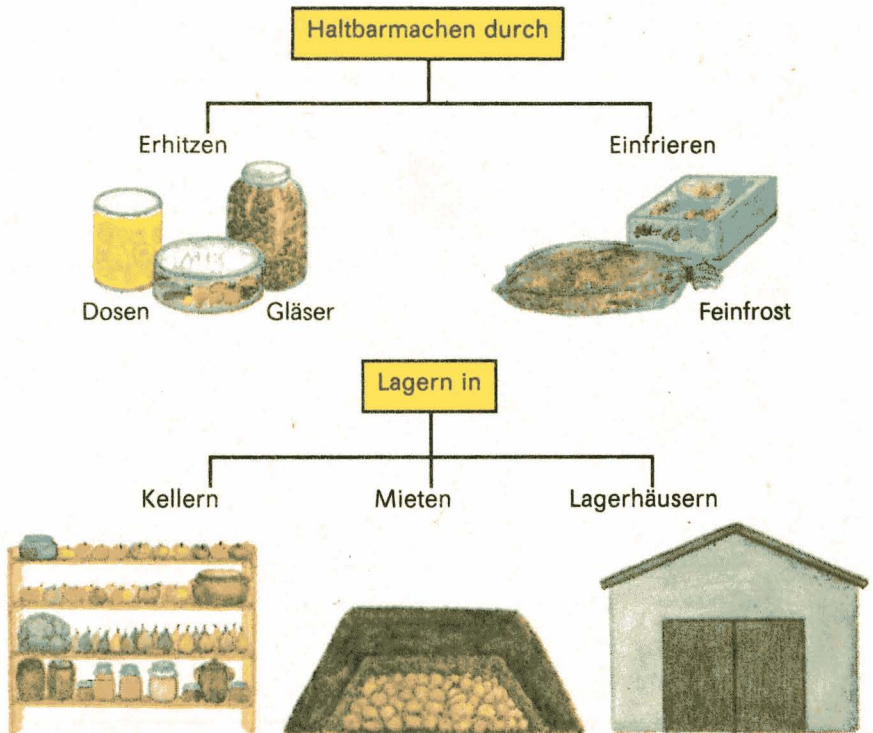 Haltbarmachen durch
Erhitzen
Einfrieren
Dosen
Gläser
Feinfrost
Lagern in
Kellern
Mieten
Lagerhäusern